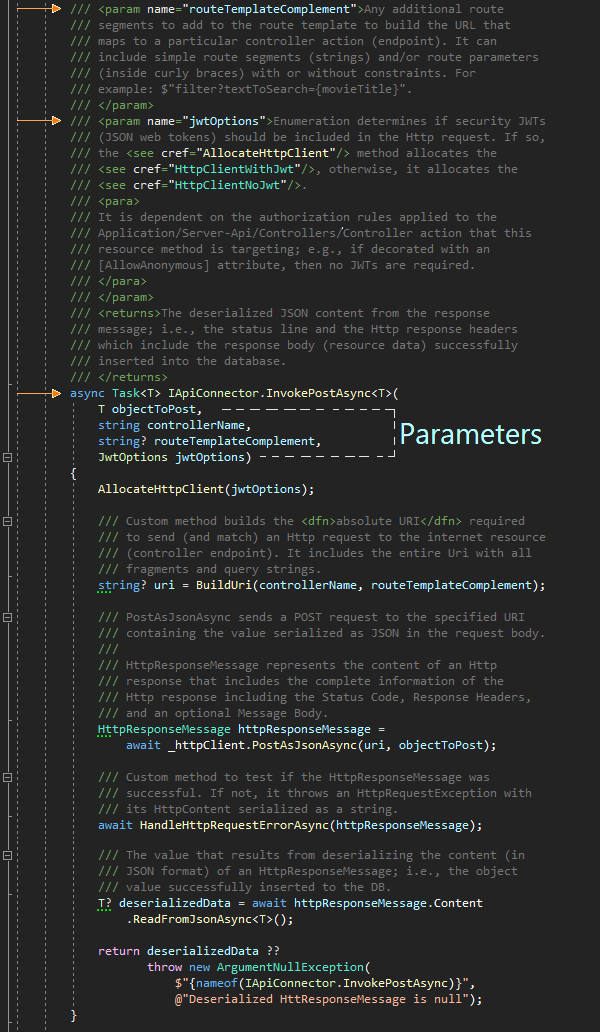 /// <param name="routeTemplateComplement">Any additional route
/// segments to add to the route template to build the URL that
/// maps to a particular controller action (endpoint). It can
/// include simple route segments (strings) and/or route parameters
/// (inside curly braces) with or without constraints. For
/// example: $"filter?textToSearch={movieTitle}".
/// </param>
/// <param name="jwtOptions">Enumeration determines if security JWTs
/// (JSON web tokens) should be included in the Http request. If so,
/// the <see cref="AllocateHttpClient"/> method allocates the
/// <see cref="HttpClientWithJwt"/>, otherwise, it allocates the
/// <see cref="HttpClientNoJwt"/>.
/// <para>
/// It is dependent on the authorization rules applied to the
/// Application/Server-Api/Controllers/Controller action that this
/// resource method is targeting; e.g., if decorated with an
/// [AllowAnonymous] attribute, then no JWTs are required.
/// </para>
/// </param>
/// <returns>The deserialized JSON content from the response
/// message; i.e., the status line and the Http response headers
/// which include the response body (resource data) successfully
/// inserted into the database.
/// </returns>
async Task<T> IApiConnector.InvokePostAsync<T>(
T objectToPost,
string controllerName,
string? routeTemplateComplement,
JwtOptions jwtOptions)
Parameters
{
AllocateHttpClient(jwtOptions);
/// Custom method builds the <dfn>absolute URI</dfn> required
/// to send (and match) an Http request to the internet resource
/// (controller endpoint). It includes the entire Uri with all
/// fragments and query strings.
string? uri = BuildUri(controllerName, routeTemplateComplement);
/// PostAsJsonAsync sends a POST request to the specified URI
/// containing the value serialized as JSON in the request body.
///
/// HttpResponseMessage represents the content of an Http
/// response that includes the complete information of the
/// Http response including the Status Code, Response Headers,
/// and an optional Message Body.
HttpResponseMessage httpResponseMessage =
await _httpClient.PostAsJsonAsync(uri, objectToPost);
/// Custom method to test if the HttpResponseMessage was
/// successful. If not, it throws an HttpRequestException with
/// its HttpContent serialized as a string.
await HandleHttpRequestErrorAsync(httpResponseMessage);
/// The value that results from deserializing the content (in
/// JSON format) of an HttpResponseMessage; i.e., the object
/// value successfully inserted to the DB.
T? deserializedData = await httpResponseMessage.Content
.ReadFromJsonAsync<T>();
return deserializedData ??
throw new ArgumentNullException(
$"{nameof(IApiConnector.InvokePostAsync)}",
@"Deserialized HttResponseMessage is null");
}